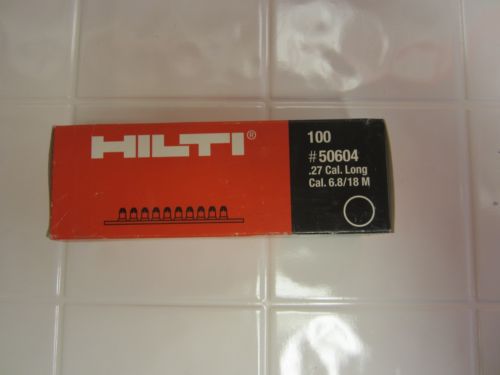 HILTI®
100
#50604
.27 Cal. Long
Cal. 6.8/18 M